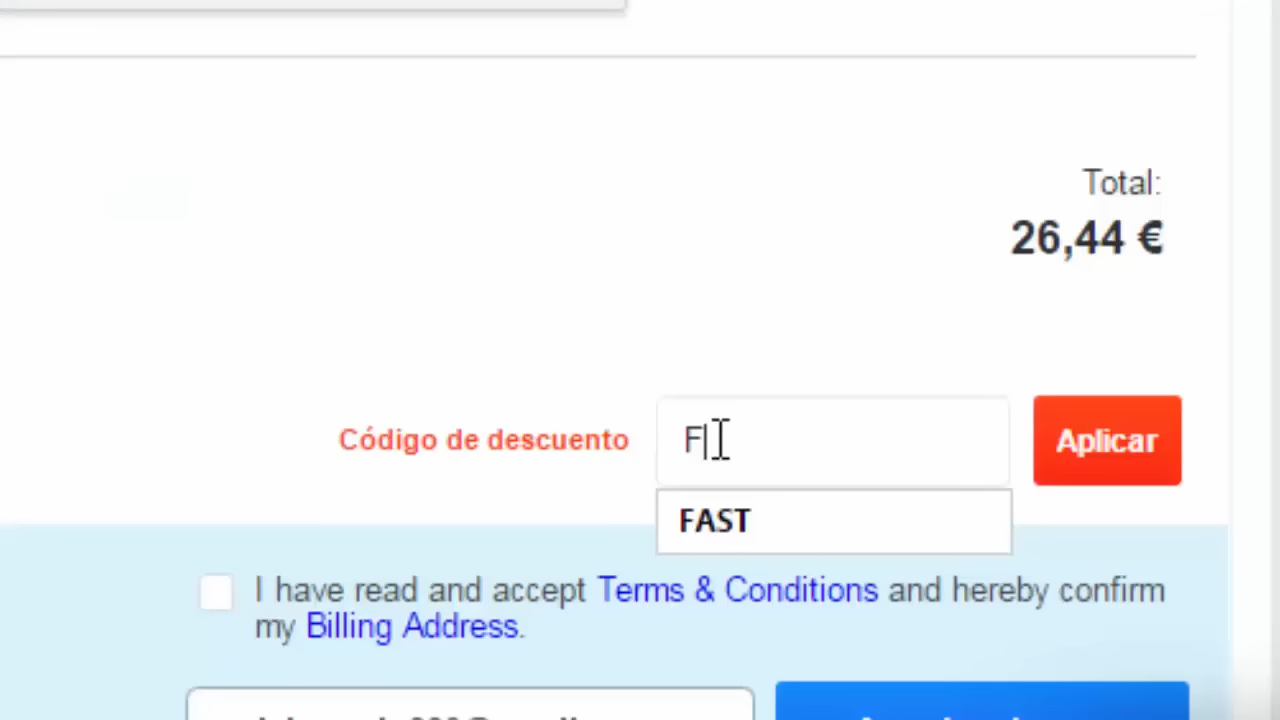 Total:
26,44 €
Código de descuento
F
Aplicar
FAST
I have read and accept Terms & Conditions and hereby confirm
my Billing Address.